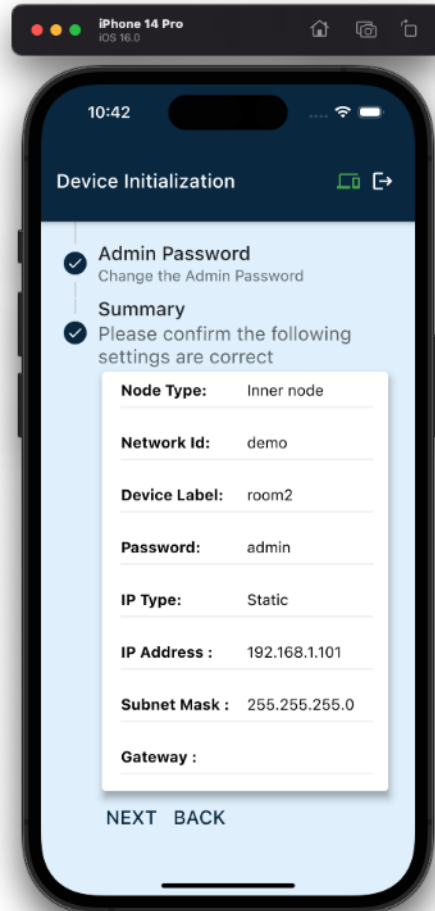 iPhone 14 Pro
iOS 16.0
10:42
Device Initialization
Admin Password
Change the Admin Password
Summary
Please confirm the following
settings are correct
Node Type: Inner node
Network Id: demo
Device Label: room2
Password: admin
IP Type: Static
IP Address : 192.168.1.101
Subnet Mask : 255.255.255.0
Gateway :
NEXT BACK